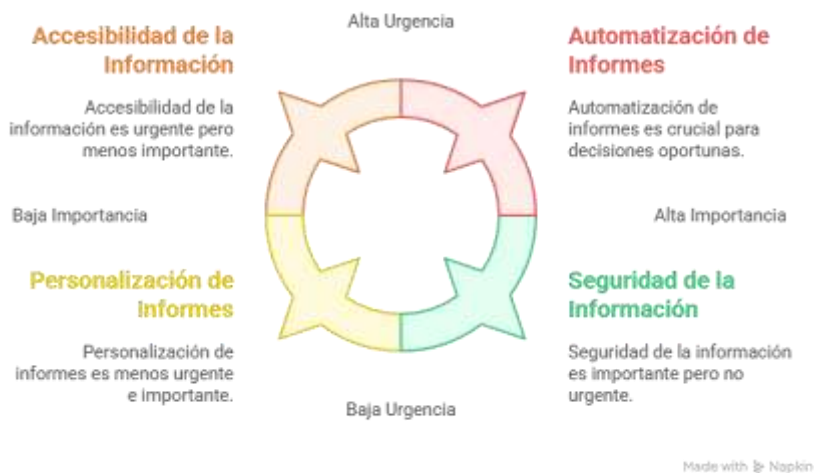 Alta Urgencia
Accesibilidad de la
Información
Accesibilidad de la
información es urgente pero
menos importante.
Automatización de
Informes
Automatización de
informes es crucial para
decisiones oportunas.
Baja Importancia
Alta Importancia
Personalización de
Informes
Personalización de
informes es menos urgente
e importante.
Seguridad de la
Información
Seguridad de la información
es importante pero no
urgente.
Baja Urgencia
Made with Napkin